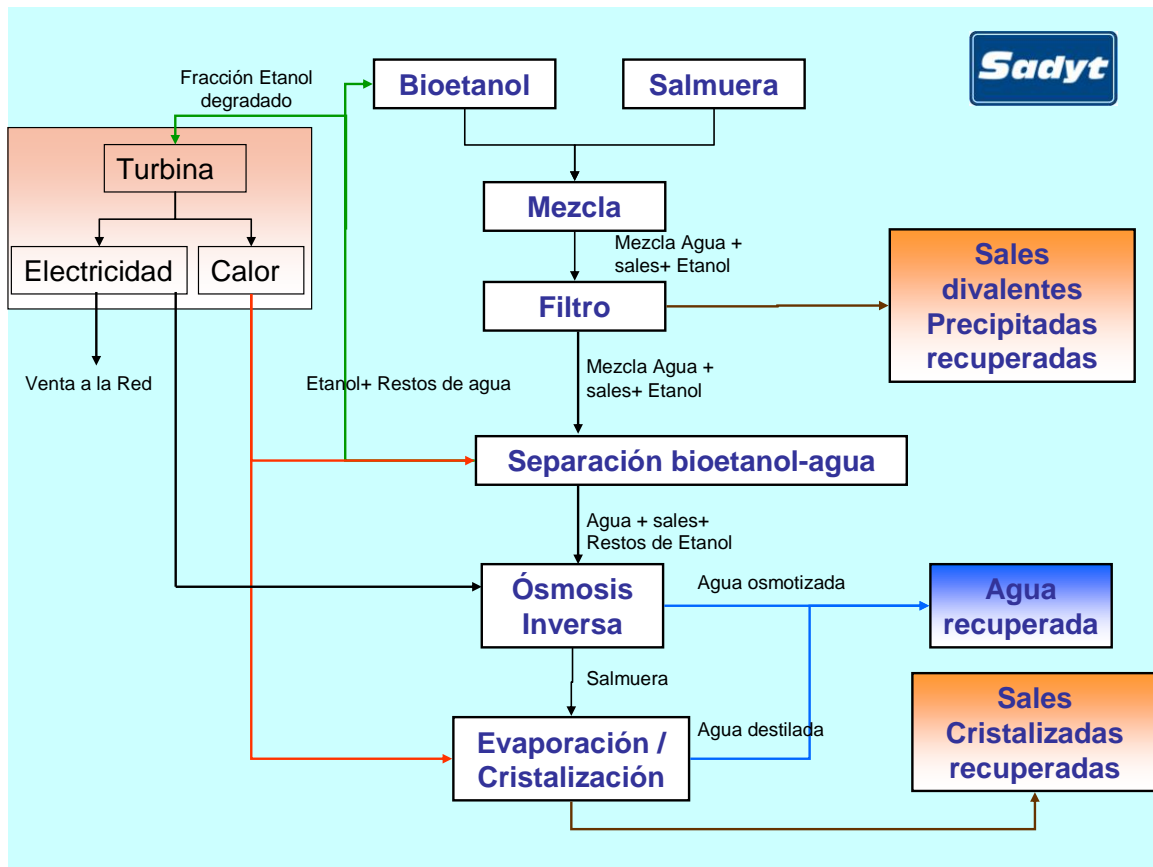 Sadyt
Fracción Etanol
degradado
Bioetanol
Salmuera
Turbina
Mezcla
Electricidad
Calor
Mezcla Agua +
sales+ Etanol
Sales
divalentes
Precipitadas
recuperadas
Filtro
Venta a la Red
Etanol+ Restos de agua
Mezcla Agua +
sales+ Etanol
Separación bioetanol-agua
Agua + sales+
Restos de Etanol
Ósmosis
Inversa
Agua osmotizada
Agua
recuperada
Salmuera
Sales
Cristalizadas
recuperadas
Evaporación /
Cristalización
Agua destilada